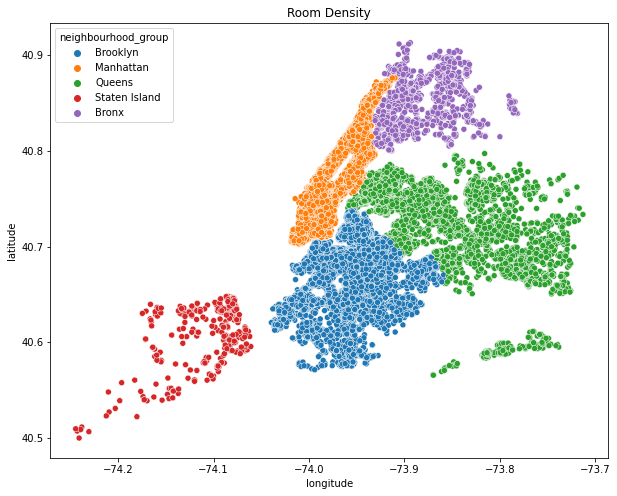 Room Density
neighbourhood_group
Brooklyn
Manhattan
Queens
Staten Island
Bronx
40.9
40.8
40.7
40.6
40.5
latitude
−74.2
−74.1
−74.0
−73.9
−73.8
−73.7
longitude